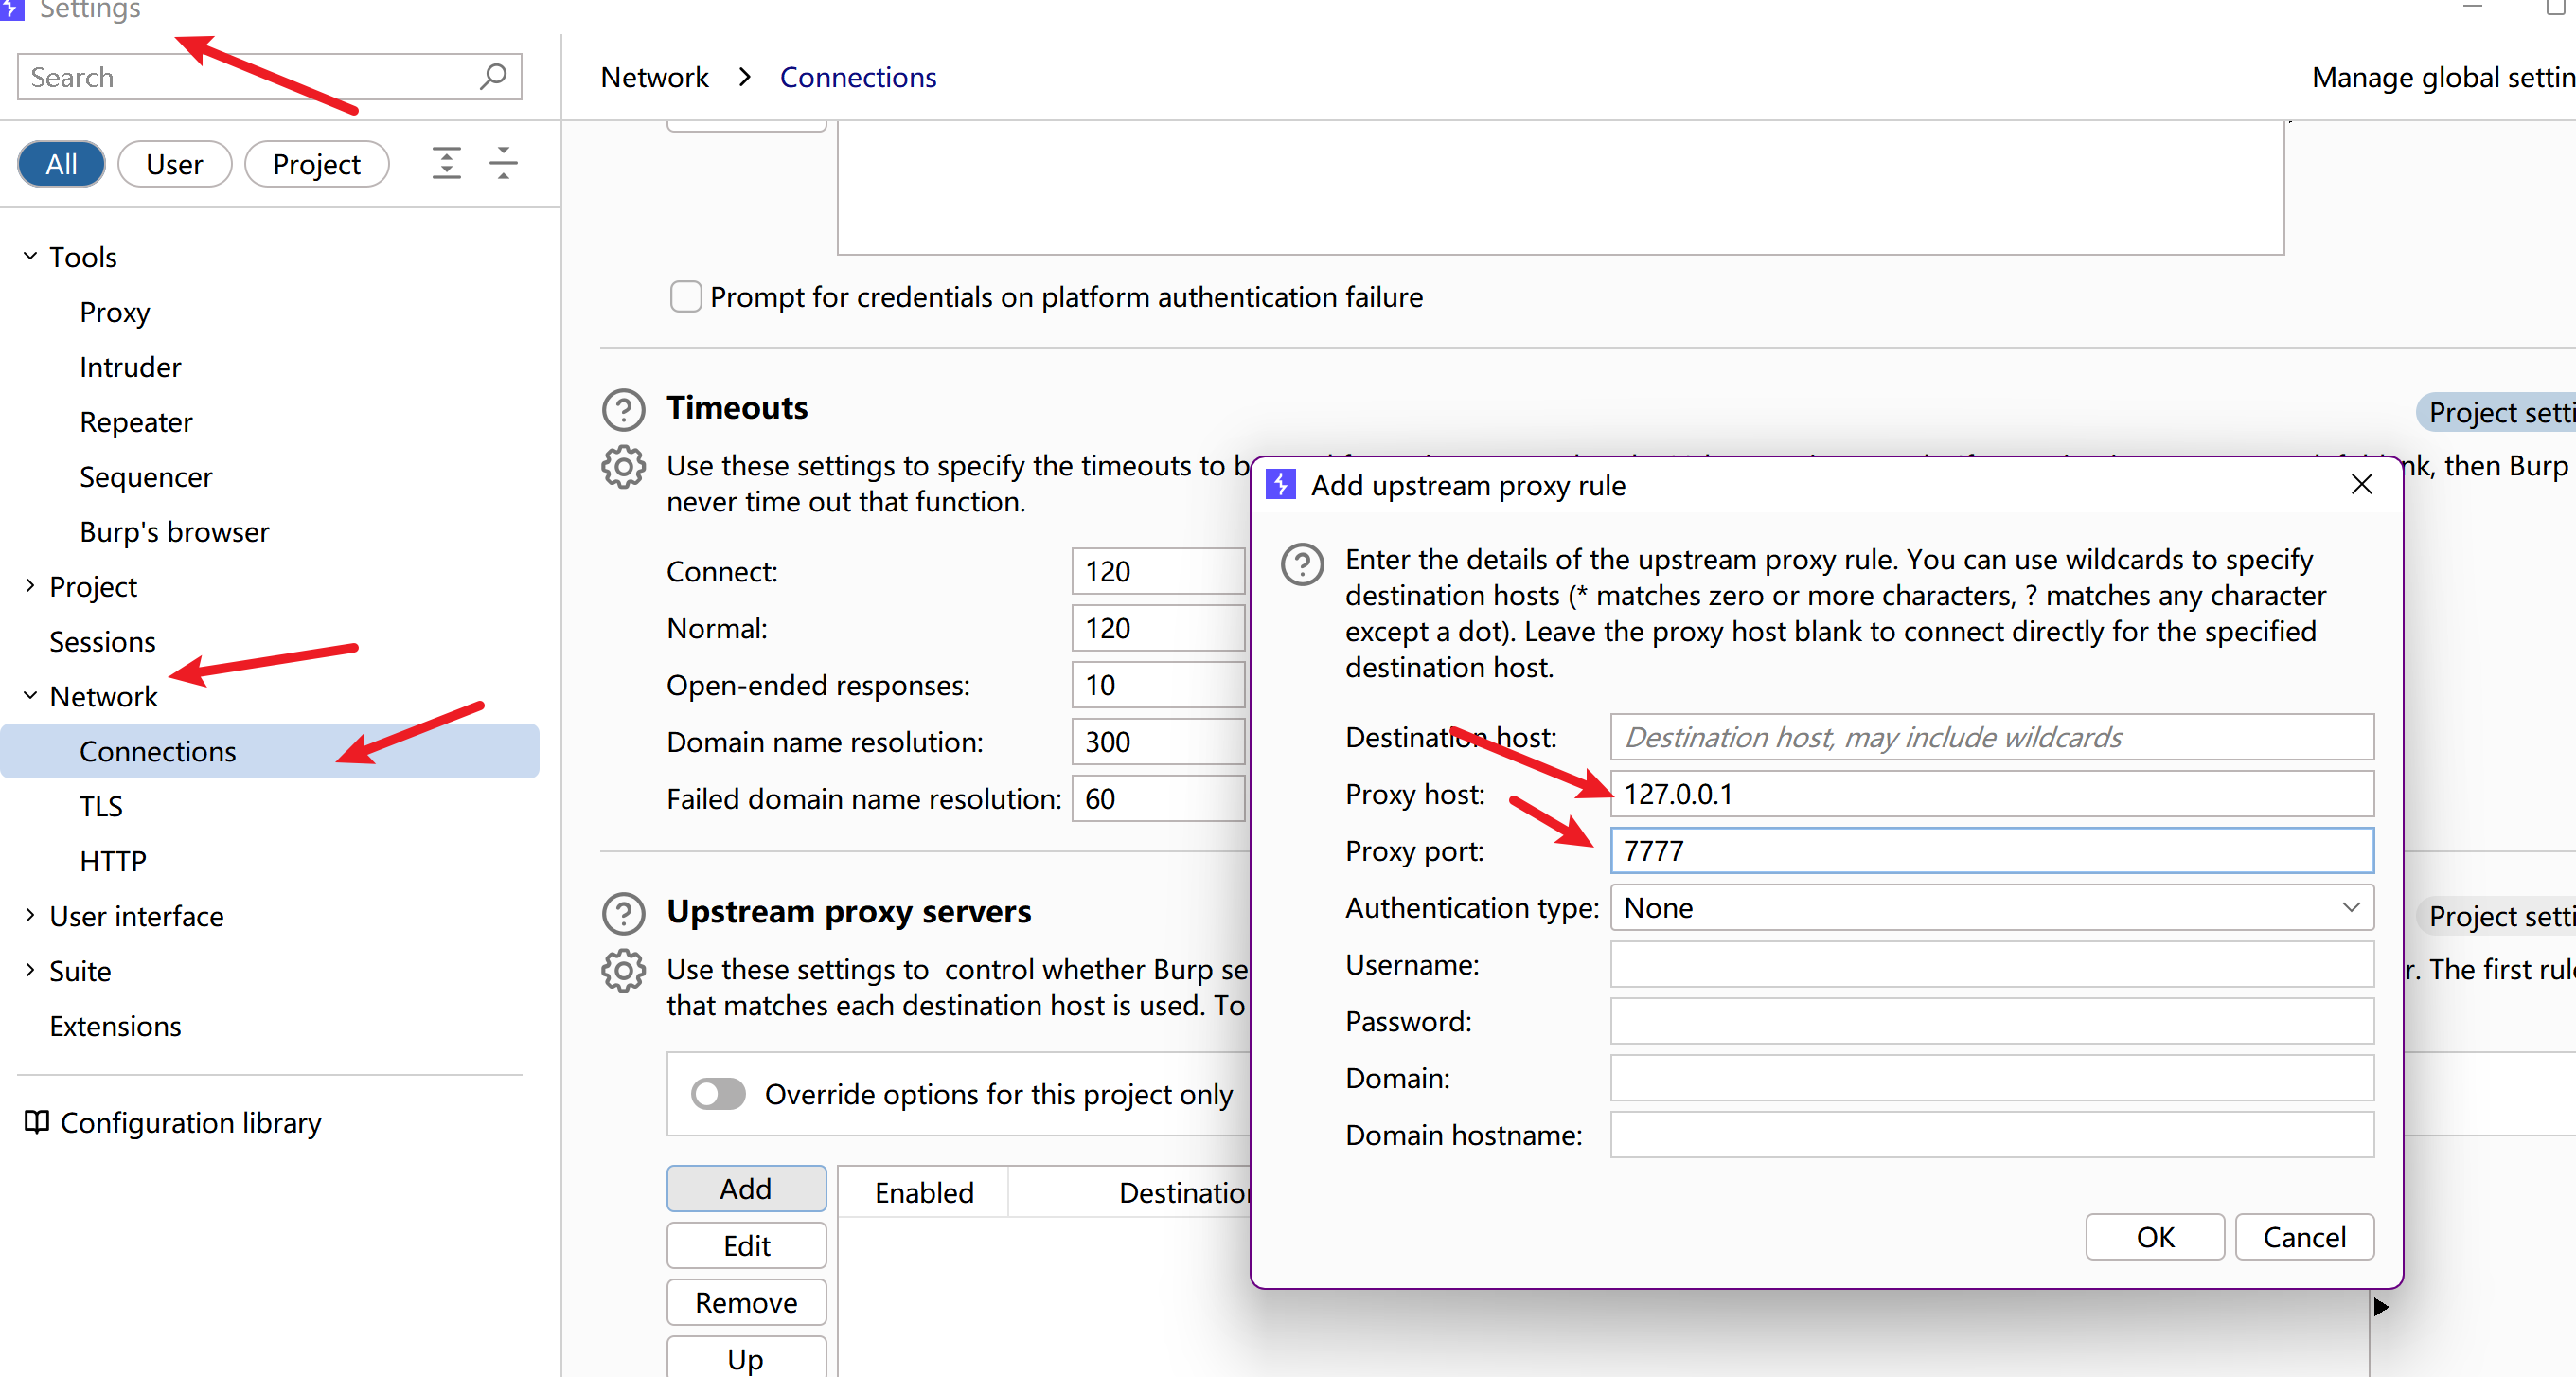 Settings
Search
Network > Connections
Manage global settin
All
User
Project
Tools
Proxy
Intruder
Repeater
Sequencer
Burp's browser
Project
Sessions
Network
Connections
TLS
HTTP
User interface
Suite
Extensions
Configuration library
Prompt for credentials on platform authentication failure
Timeouts
Project setti
Use these settings to specify the timeouts to b
nk, then Burp
never time out that function.
Connect: 120
Normal: 120
Open-ended responses: 10
Domain name resolution: 300
Failed domain name resolution: 60
Upstream proxy servers
Project setti
Use these settings to control whether Burp se
r. The first rul
that matches each destination host is used. To
Override options for this project only
Add
Edit
Remove
Up
Enabled
Destination
Add upstream proxy rule
Enter the details of the upstream proxy rule. You can use wildcards to specify
destination hosts (* matches zero or more characters, ? matches any character
except a dot). Leave the proxy host blank to connect directly for the specified
destination host.
Destination host: Destination host, may include wildcards
Proxy host: 127.0.0.1
Proxy port: 7777
Authentication type: None
Username:
Password:
Domain:
Domain hostname:
OK
Cancel